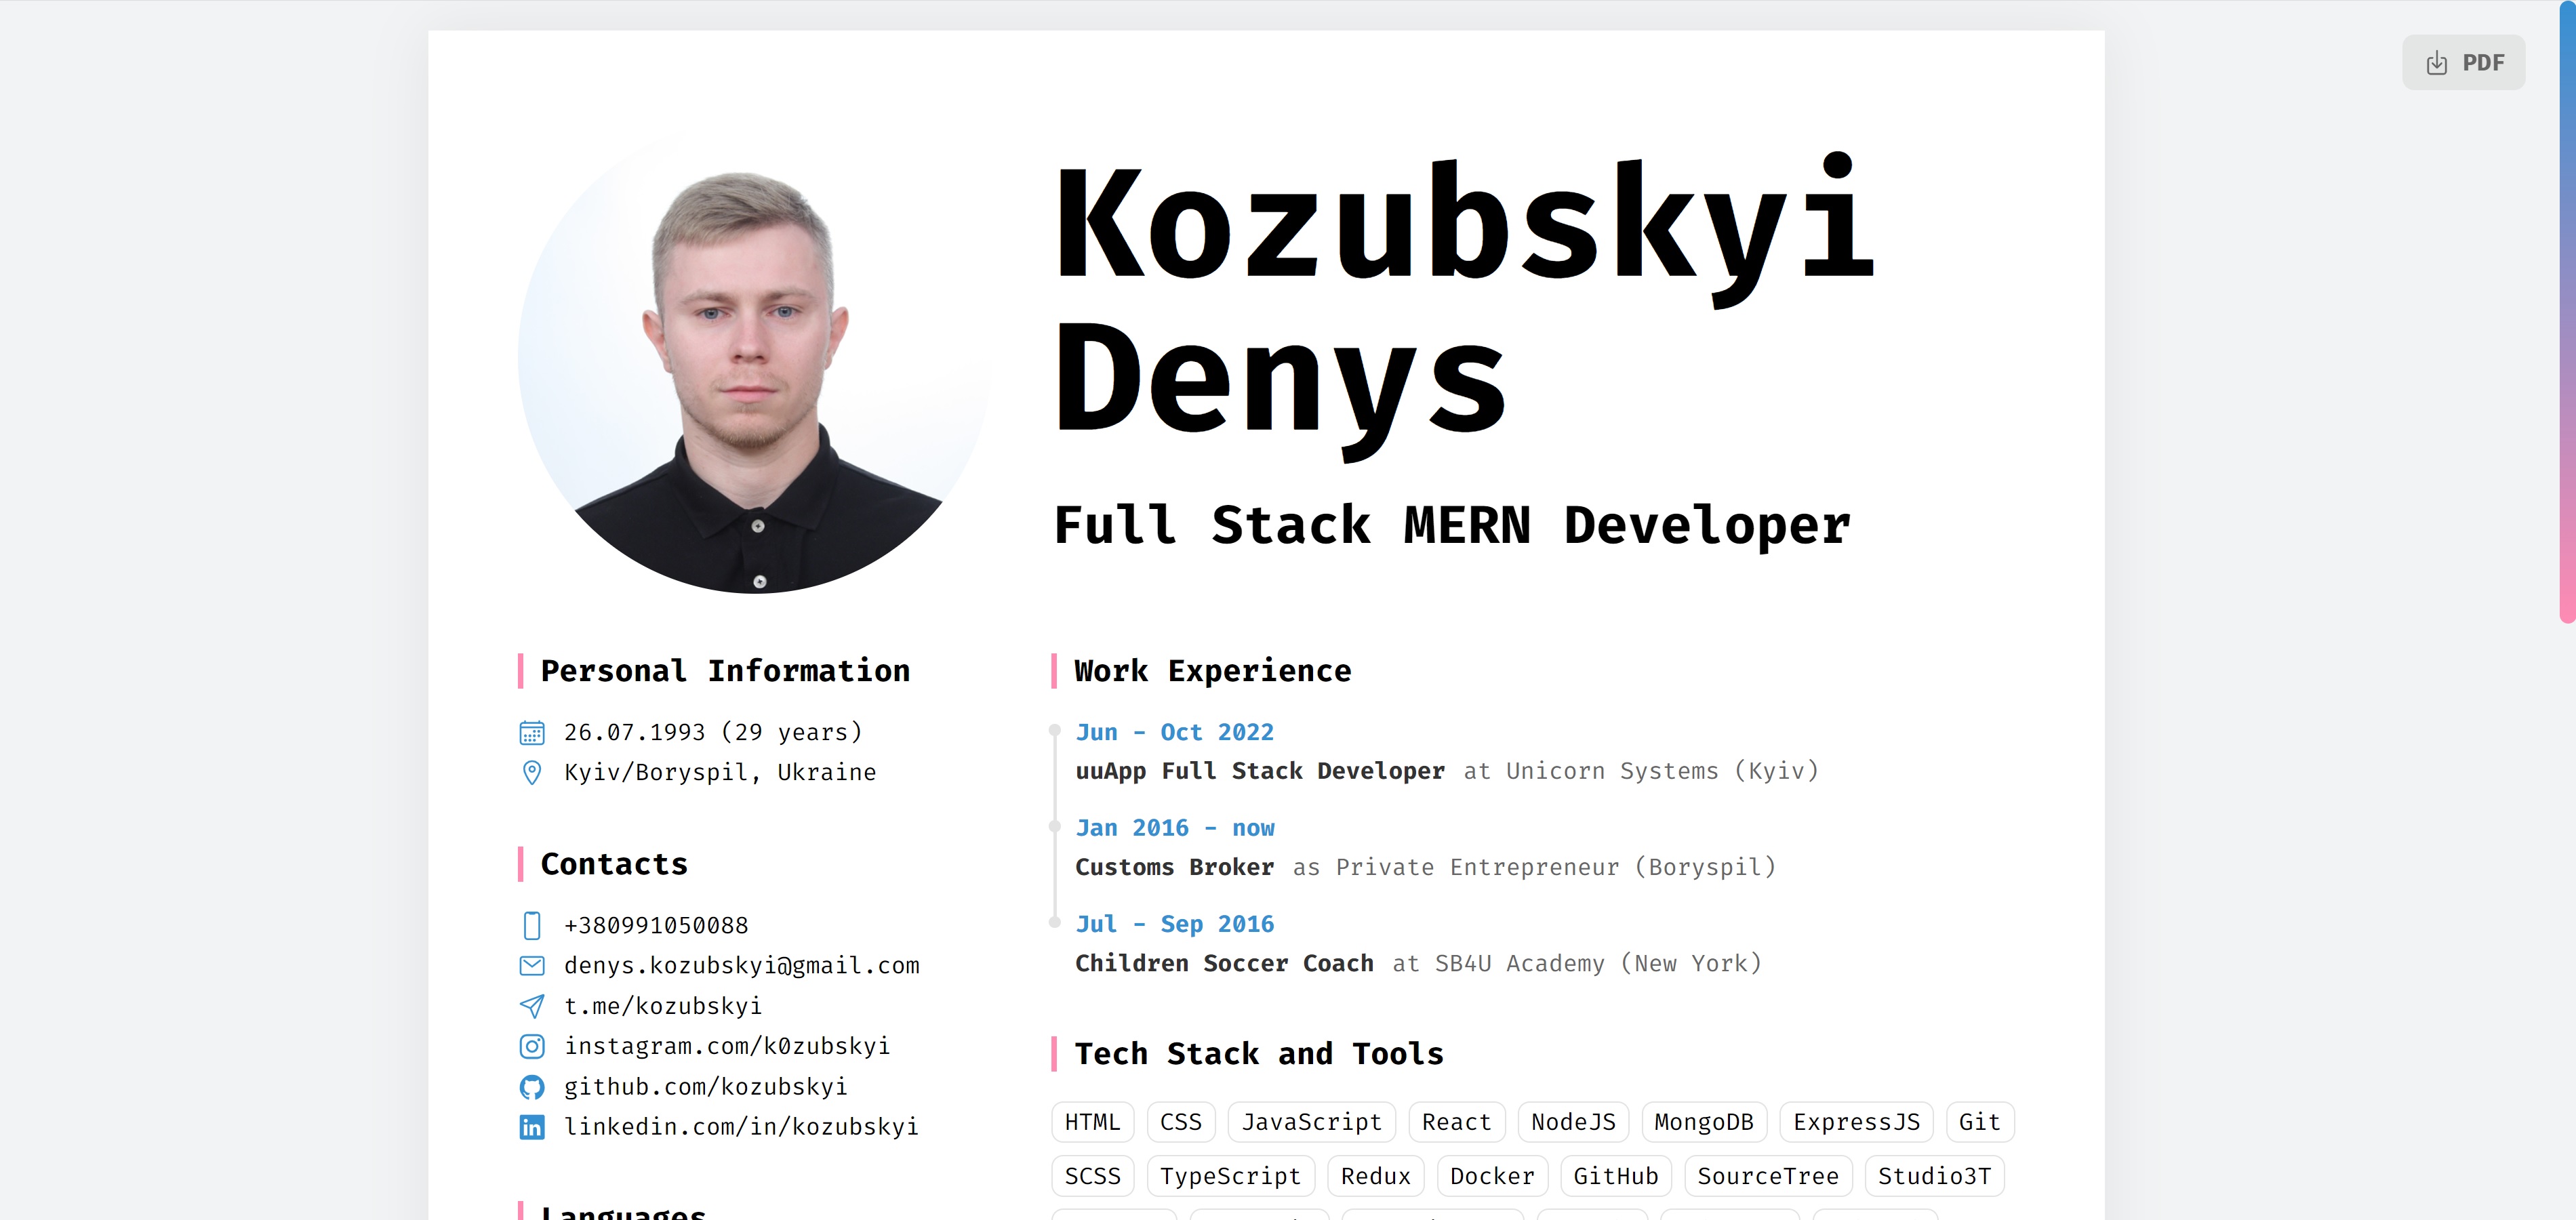 PDF
Kozubskyi
Denys
Full Stack MERN Developer
Personal Information
26.07.1993 (29 years)
Kyiv/Boryspil, Ukraine
Contacts
+380991050088
denys.kozubskyi@gmail.com
t.me/kozubskyi
instagram.com/k0zubskyi
github.com/kozubskyi
linkedin.com/in/kozubskyi
Languages
Work Experience
Jun - Oct 2022
uuApp Full Stack Developer at Unicorn Systems (Kyiv)
Jan 2016 - now
Customs Broker as Private Entrepreneur (Boryspil)
Jul - Sep 2016
Children Soccer Coach at SB4U Academy (New York)
Tech Stack and Tools
HTML CSS JavaScript React NodeJS MongoDB ExpressJS Git
SCSS TypeScript Redux Docker GitHub SourceTree Studio3T